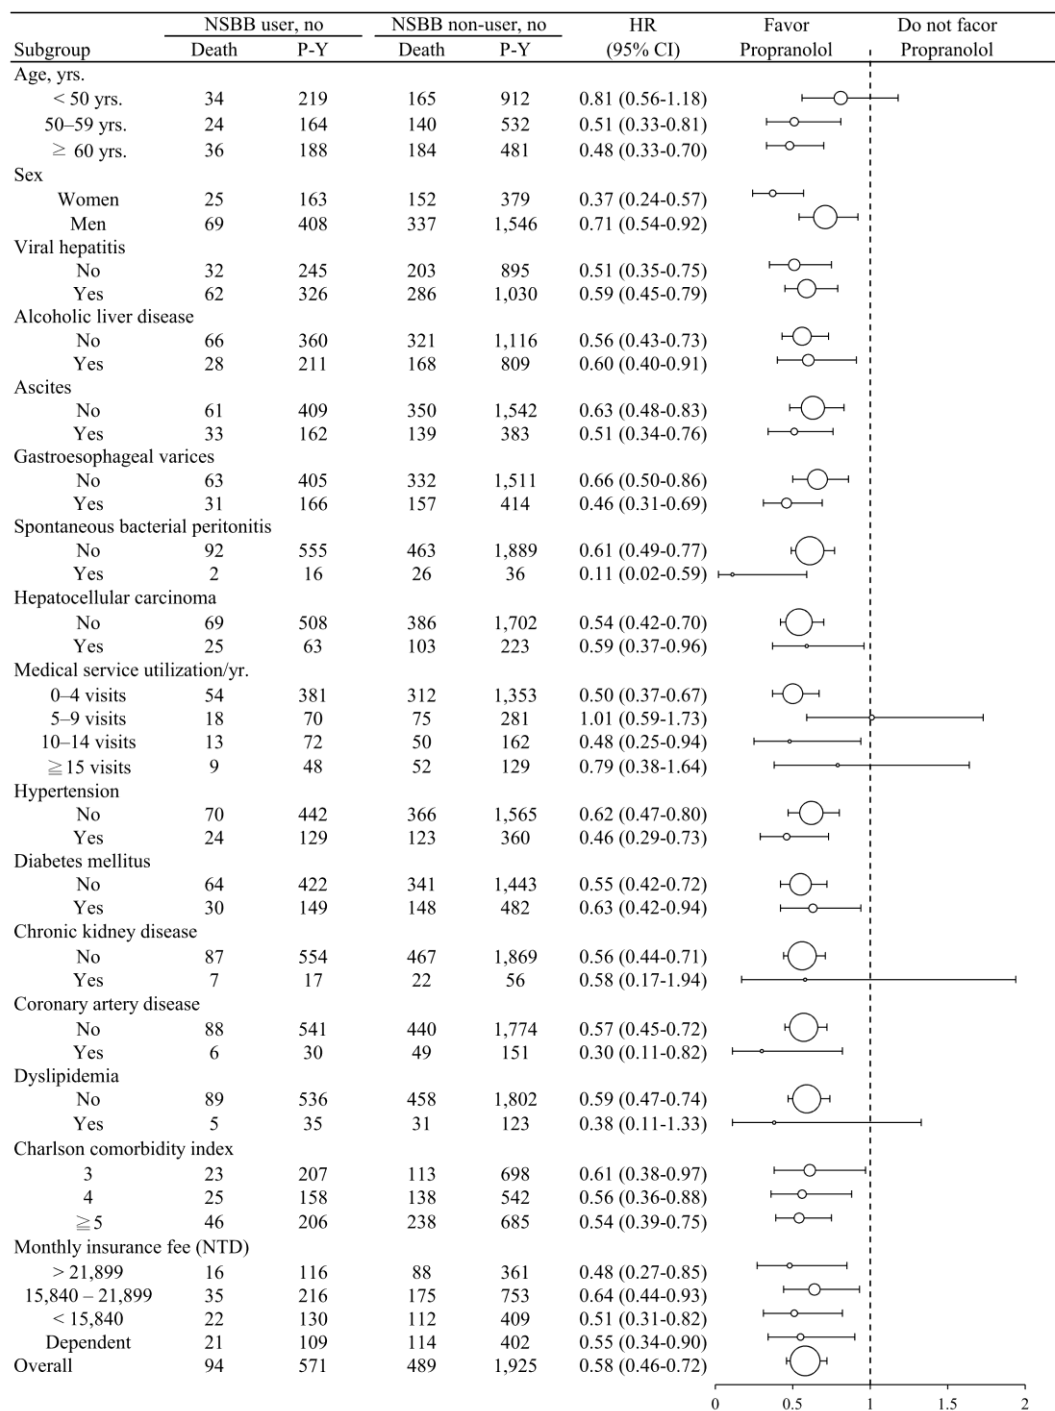 NSBB user, no NSBB non-user, no HR Favor Do not facor
Subgroup Death P-Y Death P-Y (95% CI) Propranolol Propranolol
Age, yrs.
< 50 yrs. 34 219 165 912 0.81 (0.56-1.18)
50–59 yrs. 24 164 140 532 0.51 (0.33-0.81)
≧ 60 yrs. 36 188 184 481 0.48 (0.33-0.70)
Sex
Women 25 163 152 379 0.37 (0.24-0.57)
Men 69 408 337 1,546 0.71 (0.54-0.92)
Viral hepatitis
No 32 245 203 895 0.51 (0.35-0.75)
Yes 62 326 286 1,030 0.59 (0.45-0.79)
Alcoholic liver disease
No 66 360 321 1,116 0.56 (0.43-0.73)
Yes 28 211 168 809 0.60 (0.40-0.91)
Ascites
No 61 409 350 1,542 0.63 (0.48-0.83)
Yes 33 162 139 383 0.51 (0.34-0.76)
Gastroesophageal varices
No 63 405 332 1,511 0.66 (0.50-0.86)
Yes 31 166 157 414 0.46 (0.31-0.69)
Spontaneous bacterial peritonitis
No 92 555 463 1,889 0.61 (0.49-0.77)
Yes 2 16 26 36 0.11 (0.02-0.59)
Hepatocellular carcinoma
No 69 508 386 1,702 0.54 (0.42-0.70)
Yes 25 63 103 223 0.59 (0.37-0.96)
Medical service utilization/yr.
0–4 visits 54 381 312 1,353 0.50 (0.37-0.67)
5–9 visits 18 70 75 281 1.01 (0.59-1.73)
10–14 visits 13 72 50 162 0.48 (0.25-0.94)
≧15 visits 9 48 52 129 0.79 (0.38-1.64)
Hypertension
No 70 442 366 1,565 0.62 (0.47-0.80)
Yes 24 129 123 360 0.46 (0.29-0.73)
Diabetes mellitus
No 64 422 341 1,443 0.55 (0.42-0.72)
Yes 30 149 148 482 0.63 (0.42-0.94)
Chronic kidney disease
No 87 554 467 1,869 0.56 (0.44-0.71)
Yes 7 17 22 56 0.58 (0.17-1.94)
Coronary artery disease
No 88 541 440 1,774 0.57 (0.45-0.72)
Yes 6 30 49 151 0.30 (0.11-0.82)
Dyslipidemia
No 89 536 458 1,802 0.59 (0.47-0.74)
Yes 5 35 31 123 0.38 (0.11-1.33)
Charlson comorbidity index
3 23 207 113 698 0.61 (0.38-0.97)
4 25 158 138 542 0.56 (0.36-0.88)
≧5 46 206 238 685 0.54 (0.39-0.75)
Monthly insurance fee (NTD)
> 21,899 16 116 88 361 0.48 (0.27-0.85)
15,840 – 21,899 35 216 175 753 0.64 (0.44-0.93)
< 15,840 22 130 112 409 0.51 (0.31-0.82)
Dependent 21 109 114 402 0.55 (0.34-0.90)
Overall 94 571 489 1,925 0.58 (0.46-0.72)
0 0.5 1 1.5 2